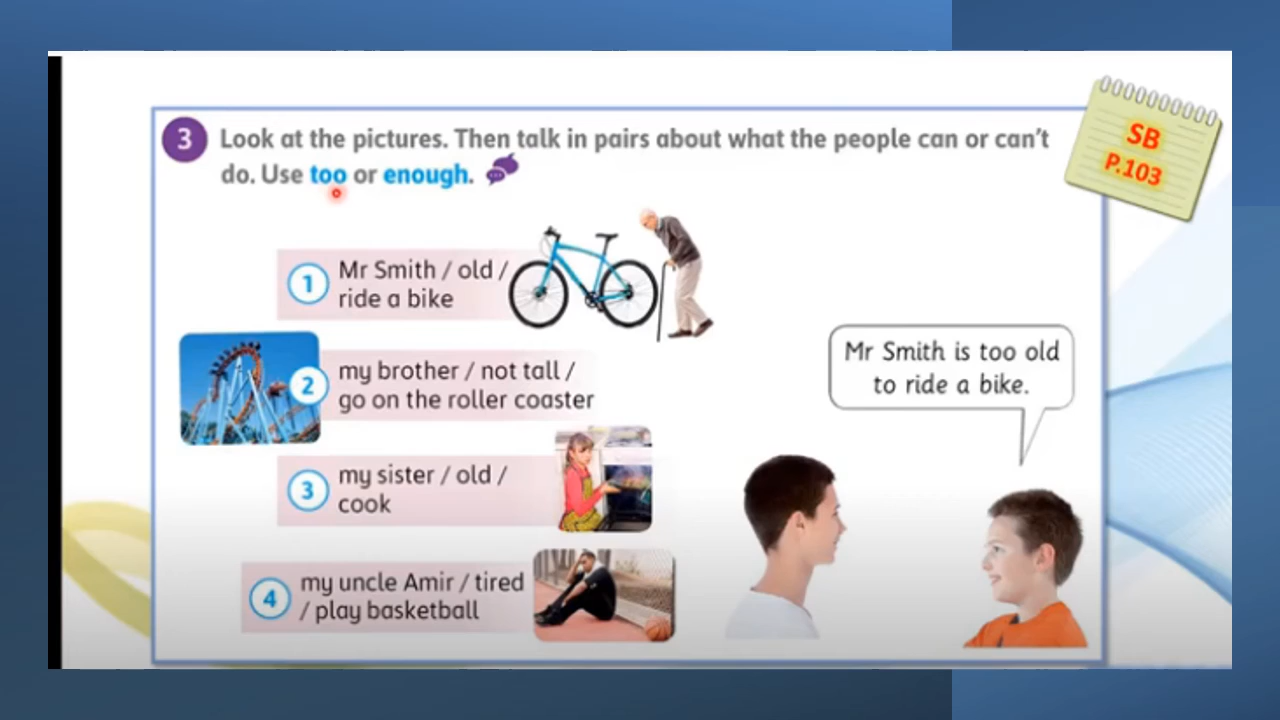 3 Look at the pictures. Then talk in pairs about what the people can or can't
do. Use too or enough.
SB
P.103
1 Mr Smith / old /
ride a bike
2 my brother / not tall /
go on the roller coaster
3 my sister / old /
cook
4 my uncle Amir / tired
/ play basketball
Mr Smith is too old
to ride a bike.